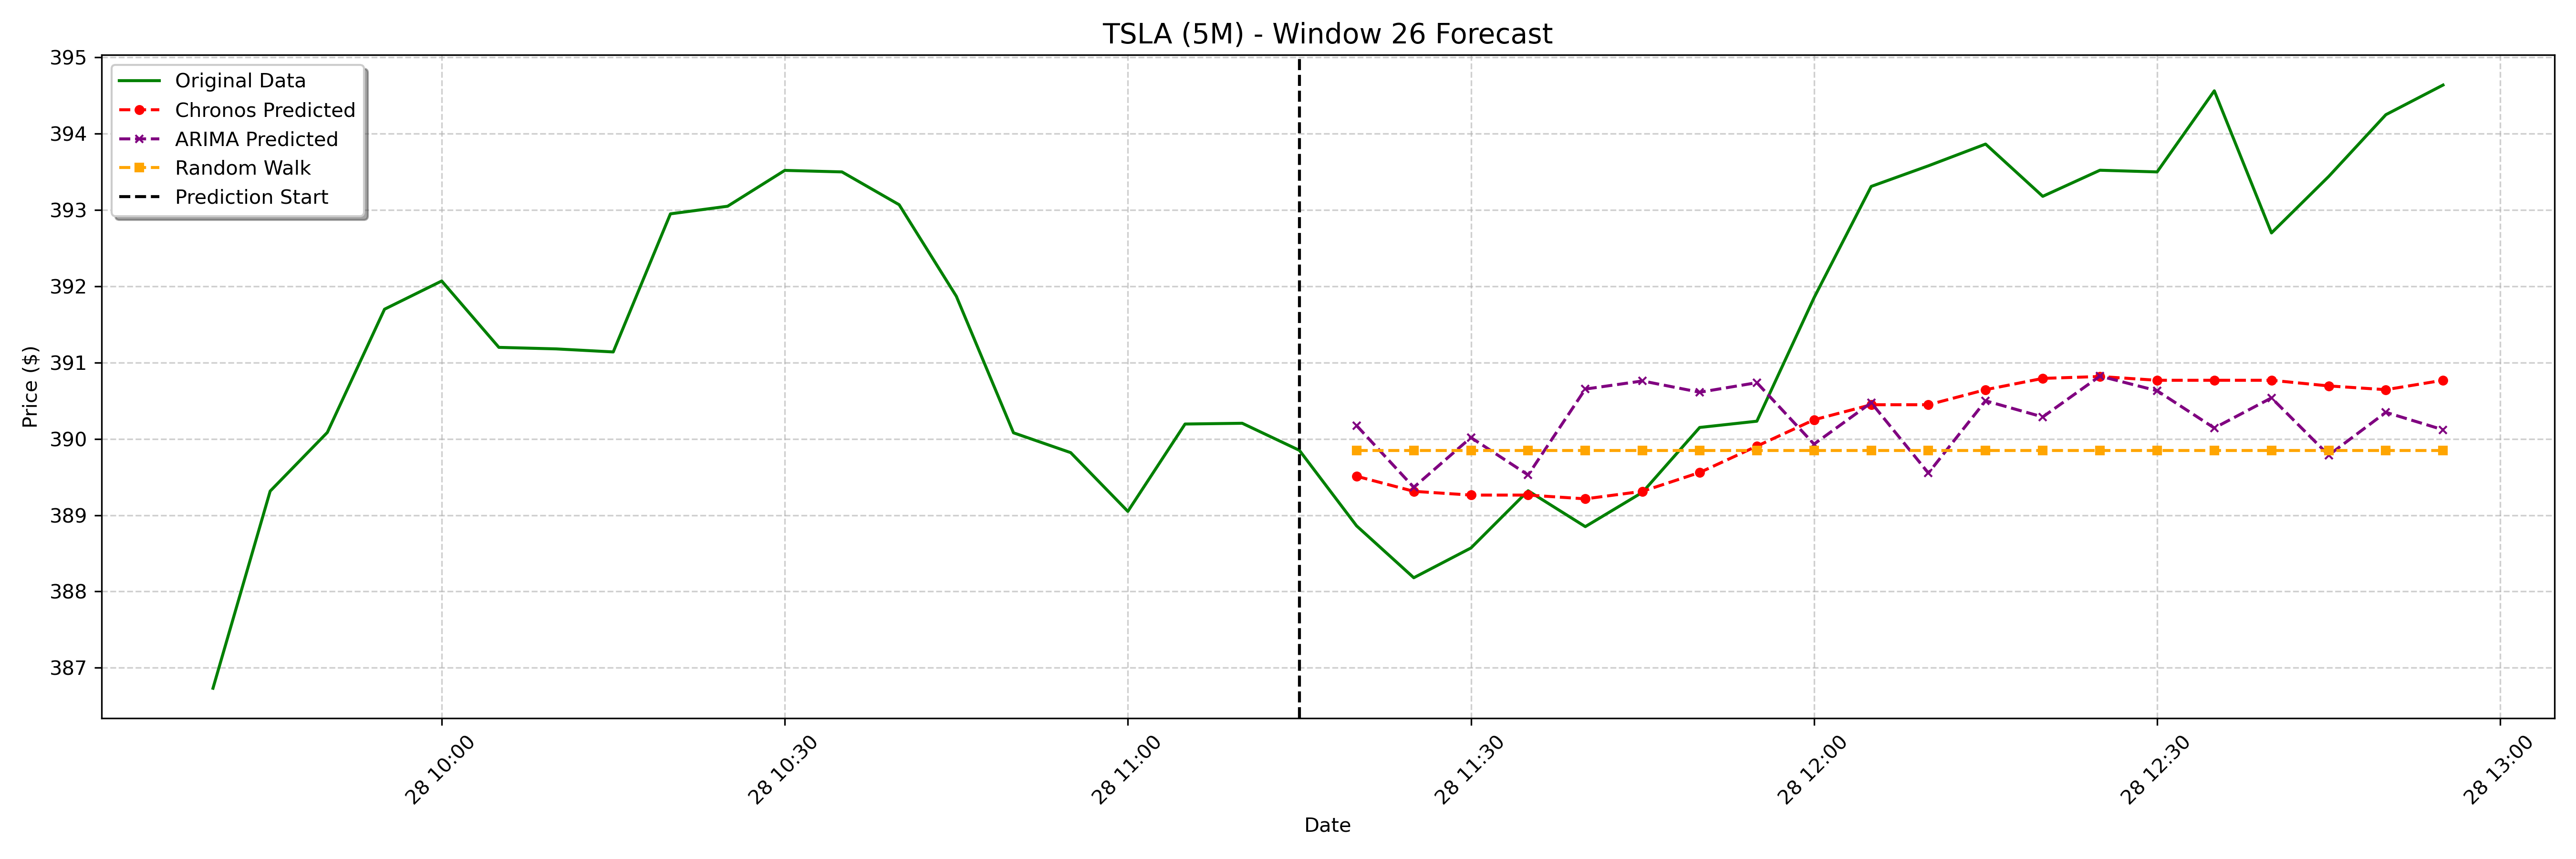 TSLA (5M) - Window 26 Forecast
395
394
393
392
391
390
389
388
387
Price ($)
Original Data
Chronos Predicted
ARIMA Predicted
Random Walk
Prediction Start
28 10:00
28 10:30
28 11:00
28 11:30
28 12:00
28 12:30
28 13:00
Date